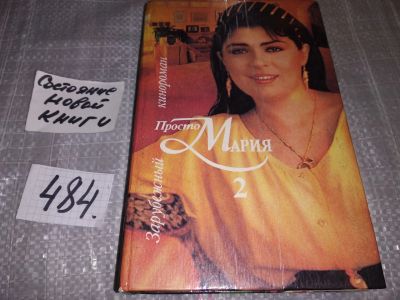 Состояние
новой
книги
484.
Зарубежный кинороман
Просто
Мария
2